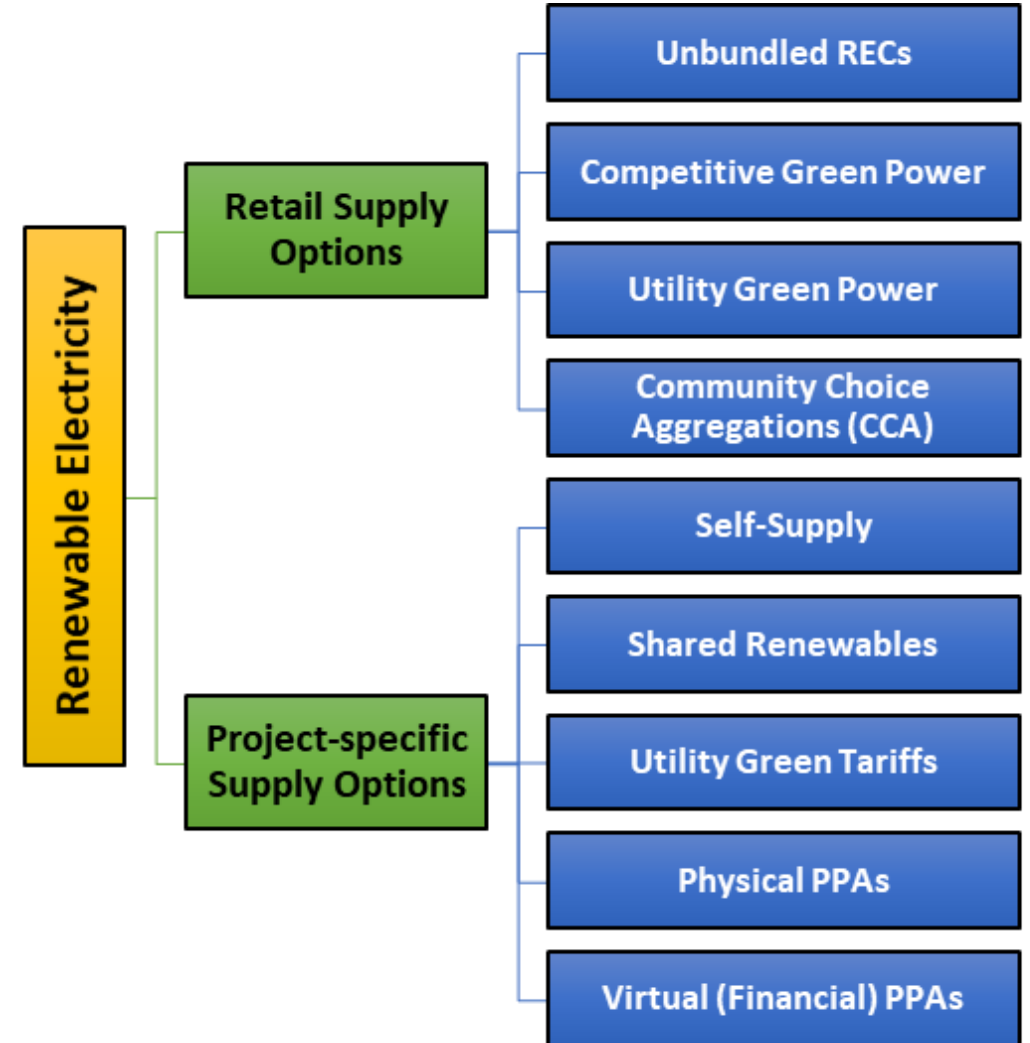 Renewable Electricity
Retail Supply
Options
Project-specific
Supply Options
Unbundled RECs
Competitive Green Power
Utility Green Power
Community Choice
Aggregations (CCA)
Self-Supply
Shared Renewables
Utility Green Tariffs
Physical PPAs
Virtual (Financial) PPAs